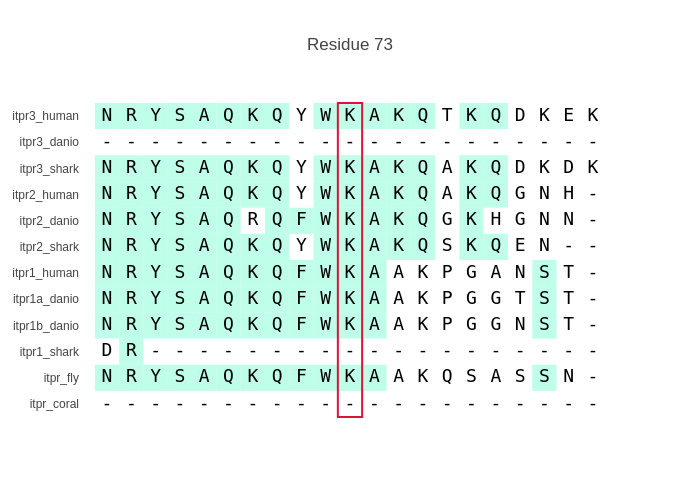 Residue 73
itpr3_human N R Y S A Q K Q Y W K A K Q T K Q D K E K
itpr3_danio - - - - - - - - - - - - - - - - - - - - -
itpr3_shark N R Y S A Q K Q Y W K A K Q A K Q D K D K
itpr2_human N R Y S A Q K Q Y W K A K Q A K Q G N H -
itpr2_danio N R Y S A Q R Q F W K A K Q G K H G N N -
itpr2_shark N R Y S A Q K Q Y W K A K Q S K Q E N - -
itpr1_human N R Y S A Q K Q F W K A A K P G A N S T -
itpr1a_danio N R Y S A Q K Q F W K A A K P G G T S T -
itpr1b_danio N R Y S A Q K Q F W K A A K P G G N S T -
itpr1_shark D R - - - - - - - - - - - - - - - - - - -
itpr_fly N R Y S A Q K Q F W K A A K Q S A S S N -
itpr_coral - - - - - - - - - - - - - - - - - - - - -